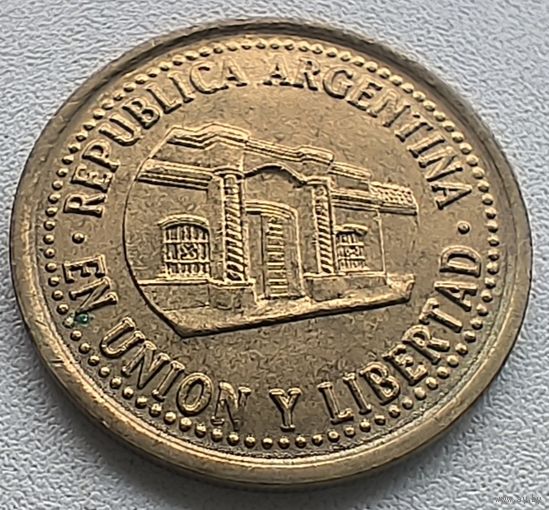 · REPUBLICA ARGENTINA ·
EN UNION Y LIBERTAD